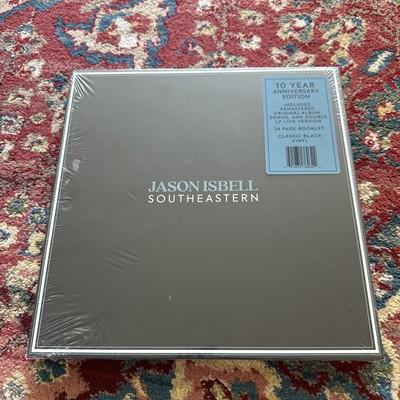 10 YEAR
ANNIVERSARY
EDITION
INCLUDES
REMASTERED
ORIGINAL ALBUM,
DEMOS, AND DOUBLE
LP LIVE VERSION
24 PAGE BOOKLET
CLASSIC BLACK
VINYL
JASON ISBELL
SOUTHEASTERN